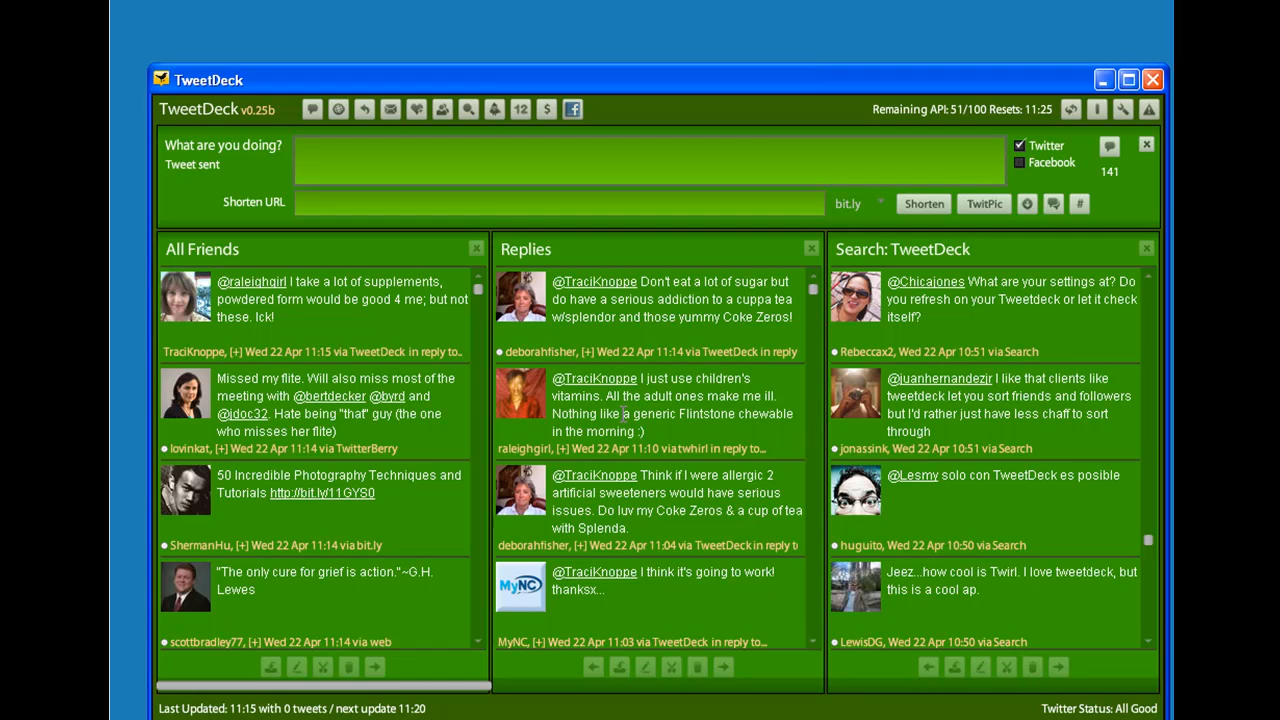 TweetDeck
TweetDeck v0.25b
12
$
f
Remaining API: 51/100 Resets: 11:25
What are you doing?
Tweet sent
Twitter
Facebook
141
Shorten URL
bit.ly
Shorten
TwitPic
#
All Friends
@raleighgirl I take a lot of supplements,
powdered form would be good 4 me; but not
these. Ick!
TraciKnoppe, [+] Wed 22 Apr 11:15 via TweetDeck in reply to..
Missed my flite. Will also miss most of the
meeting with @bertdecker @byrd and
@jdoc32. Hate being "that" guy (the one
who misses her flite)
lovinkat, [+] Wed 22 Apr 11:14 via TwitterBerry
50 Incredible Photography Techniques and
Tutorials http://bit.ly/11GYS0
ShermanHu, [+] Wed 22 Apr 11:14 via bit.ly
"The only cure for grief is action."~G.H.
Lewes
scottbradley77, [+] Wed 22 Apr 11:14 via web
Replies
@TraciKnoppe Don't eat a lot of sugar but
do have a serious addiction to a cuppa tea
w/splendor and those yummy Coke Zeros!
deborahfisher, [+] Wed 22 Apr 11:14 via TweetDeck in reply
@TraciKnoppe I just use children's
vitamins. All the adult ones make me ill.
Nothing like a generic Flintstone chewable
in the morning :)
raleighgirl, [+] Wed 22 Apr 11:10 via twhirl in reply to...
@TraciKnoppe Think if I were allergic 2
artificial sweeteners would have serious
issues. Do luv my Coke Zeros & a cup of tea
with Splenda.
deborahfisher, [+] Wed 22 Apr 11:04 via TweetDeck in reply t
MyNC
@TraciKnoppe I think it's going to work!
thanksx...
MyNC, [+] Wed 22 Apr 11:03 via TweetDeck in reply to...
Search: TweetDeck
@Chicajones What are your settings at? Do
you refresh on your Tweetdeck or let it check
itself?
Rebeccax2, Wed 22 Apr 10:51 via Search
@juanhernandezjr I like that clients like
tweetdeck let you sort friends and followers
but I'd rather just have less chaff to sort
through
jonassink, Wed 22 Apr 10:51 via Search
@Lesmy solo con TweetDeck es posible
huguito, Wed 22 Apr 10:50 via Search
Jeez...how cool is Twirl. I love tweetdeck, but
this is a cool ap.
LewisDG, Wed 22 Apr 10:50 via Search
Last Updated: 11:15 with 0 tweets / next update 11:20
Twitter Status: All Good